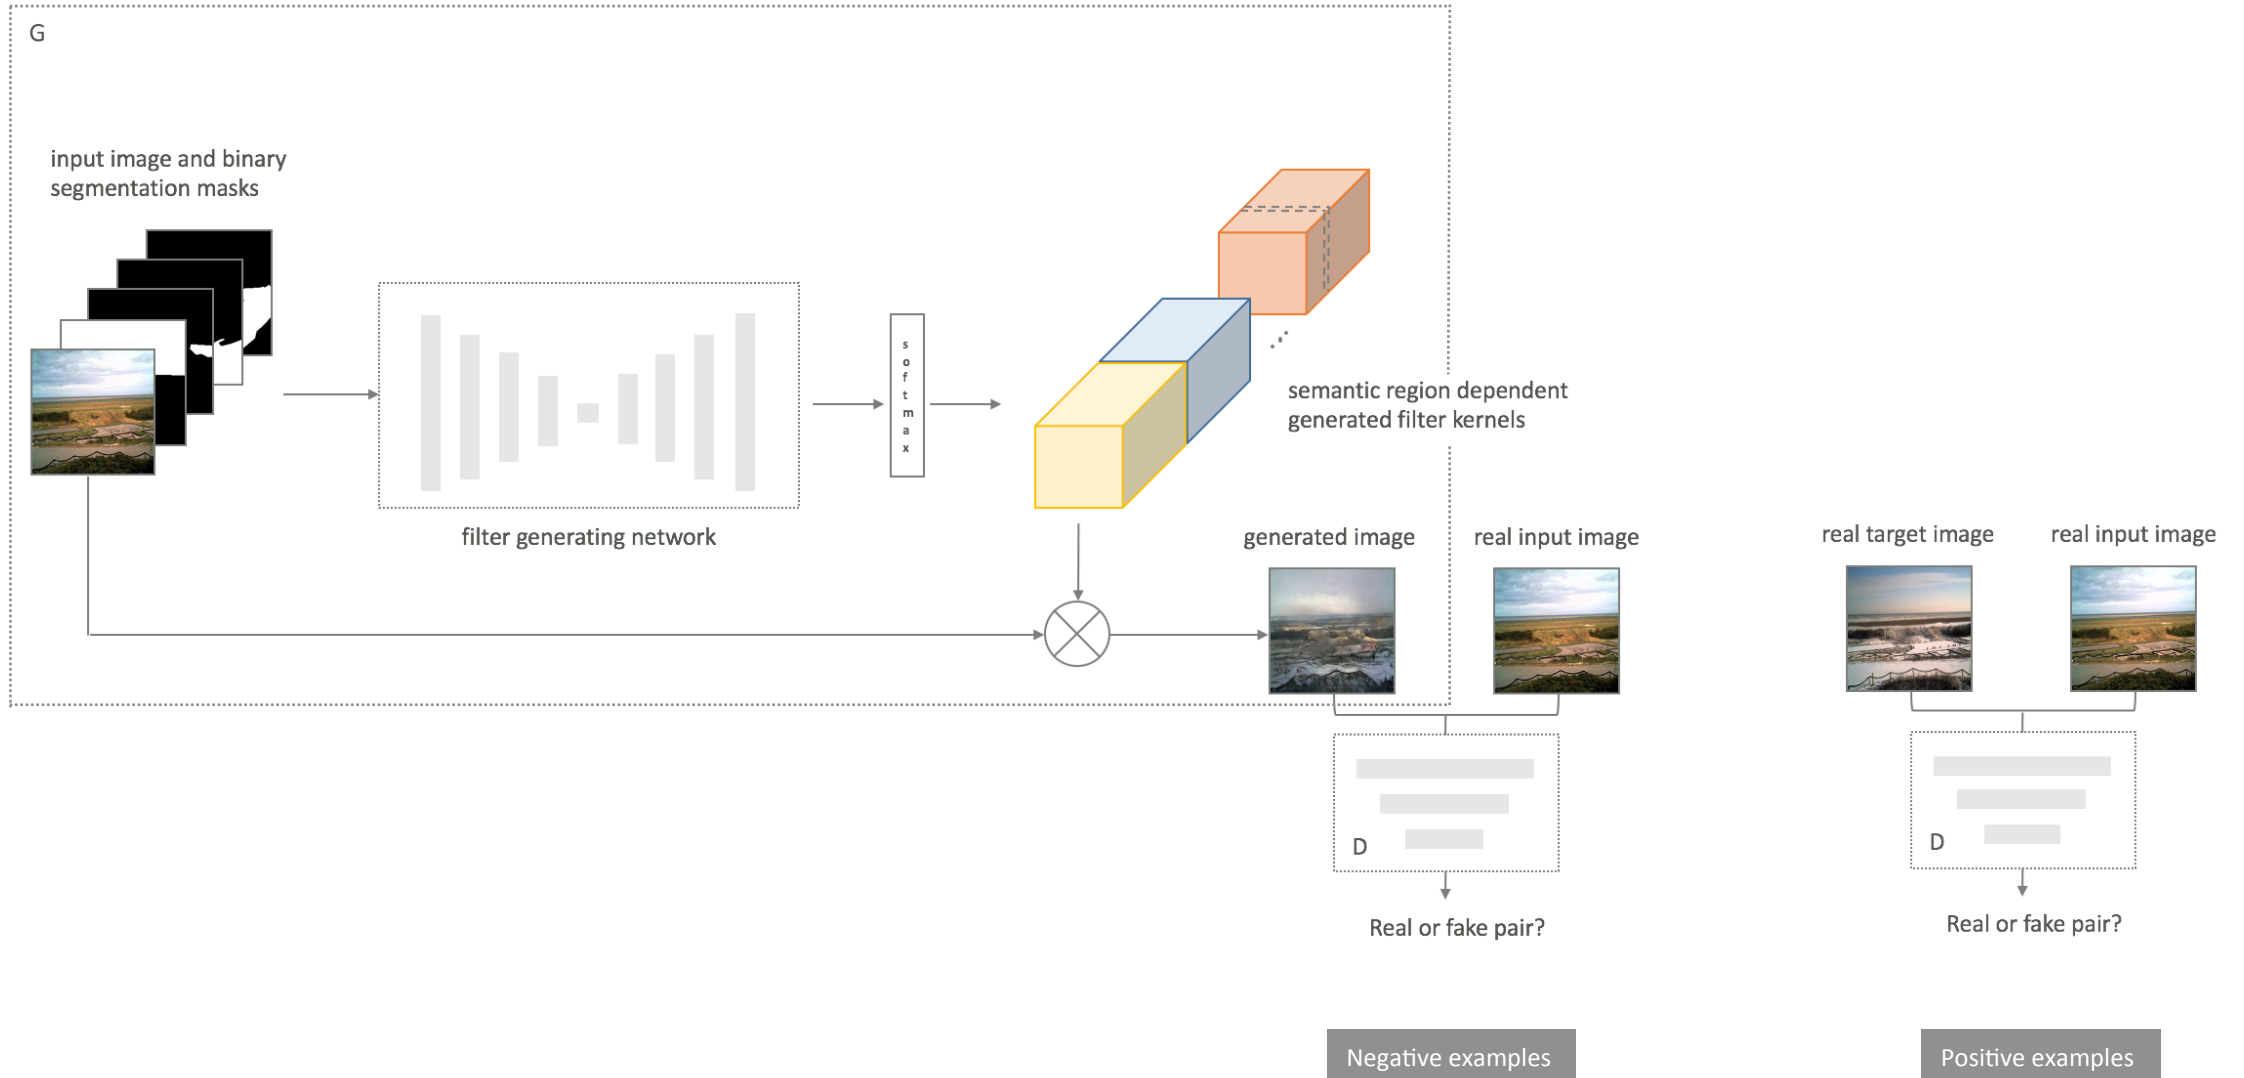 G
input image and binary
segmentation masks
softmax
semantic region dependent
generated filter kernels
filter generating network
generated image
real input image
real target image
real input image
D
D
Real or fake pair?
Real or fake pair?
Negative examples
Positive examples